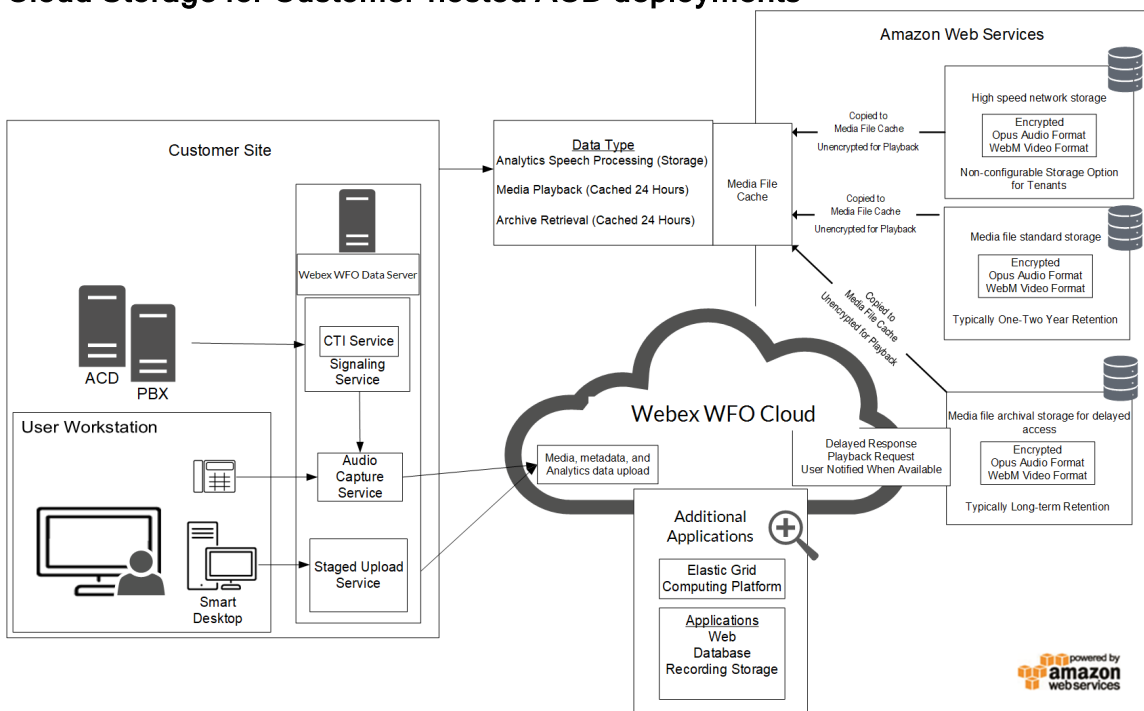 Cloud Storage for Customer-hosted ACD deployments
Amazon Web Services
High speed network storage
Encrypted
Opus Audio Format
WebM Video Format
Non-configurable Storage Option
for Tenants
Copied to
Media File Cache
Unencrypted for Playback
Customer Site
Data Type
Analytics Speech Processing (Storage)
Media Playback (Cached 24 Hours)
Archive Retrieval (Cached 24 Hours)
Media File
Cache
Copied to
Media File Cache
Unencrypted for Playback
Media file standard storage
Encrypted
Opus Audio Format
WebM Video Format
Typically One-Two Year Retention
Webex WFO Data Server
CTI Service
Signaling
Service
ACD
PBX
Copied to
Media File Cache
Unencrypted for Playback
Webex WFO Cloud
Media file archival storage for delayed
access
Encrypted
Opus Audio Format
WebM Video Format
Typically Long-term Retention
Delayed Response
Playback Request
User Notified When Available
User Workstation
Audio
Capture
Service
Media, metadata, and
Analytics data upload
Staged Upload
Service
Smart
Desktop
Additional
Applications
Elastic Grid
Computing Platform
Applications
Web
Database
Recording Storage
powered by
amazon
webservices